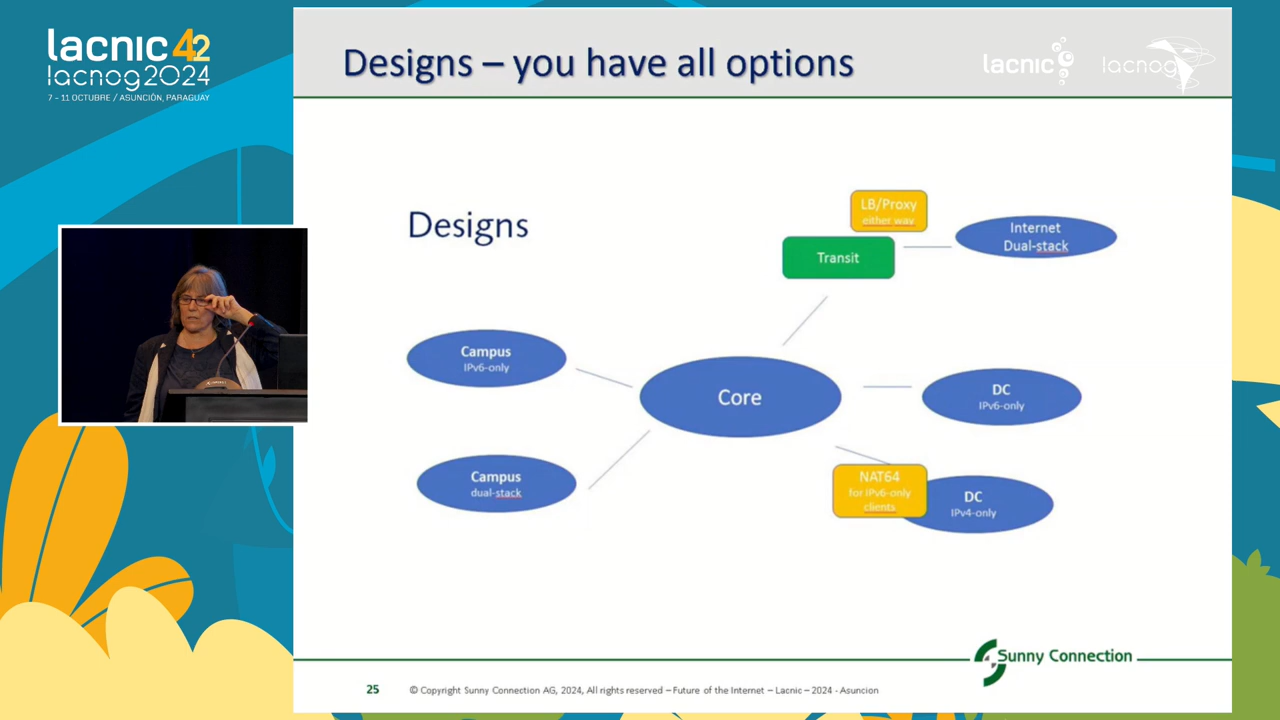 lacnic 42
lacnog2024
7 - 11 OCTUBRE / ASUNCIÓN, PARAGUAY
Designs – you have all options
lacnic
lacnog
Designs
LB/Proxy
either way
Transit
Internet
Dual-stack
Campus
IPv6-only
Core
DC
IPv6-only
Campus
dual-stack
NAT64
for IPv6-only
clients
DC
IPv4-only
Sunny Connection
25
© Copyright Sunny Connection AG, 2024, All rights reserved – Future of the Internet – Lacnic – 2024 - Asuncion